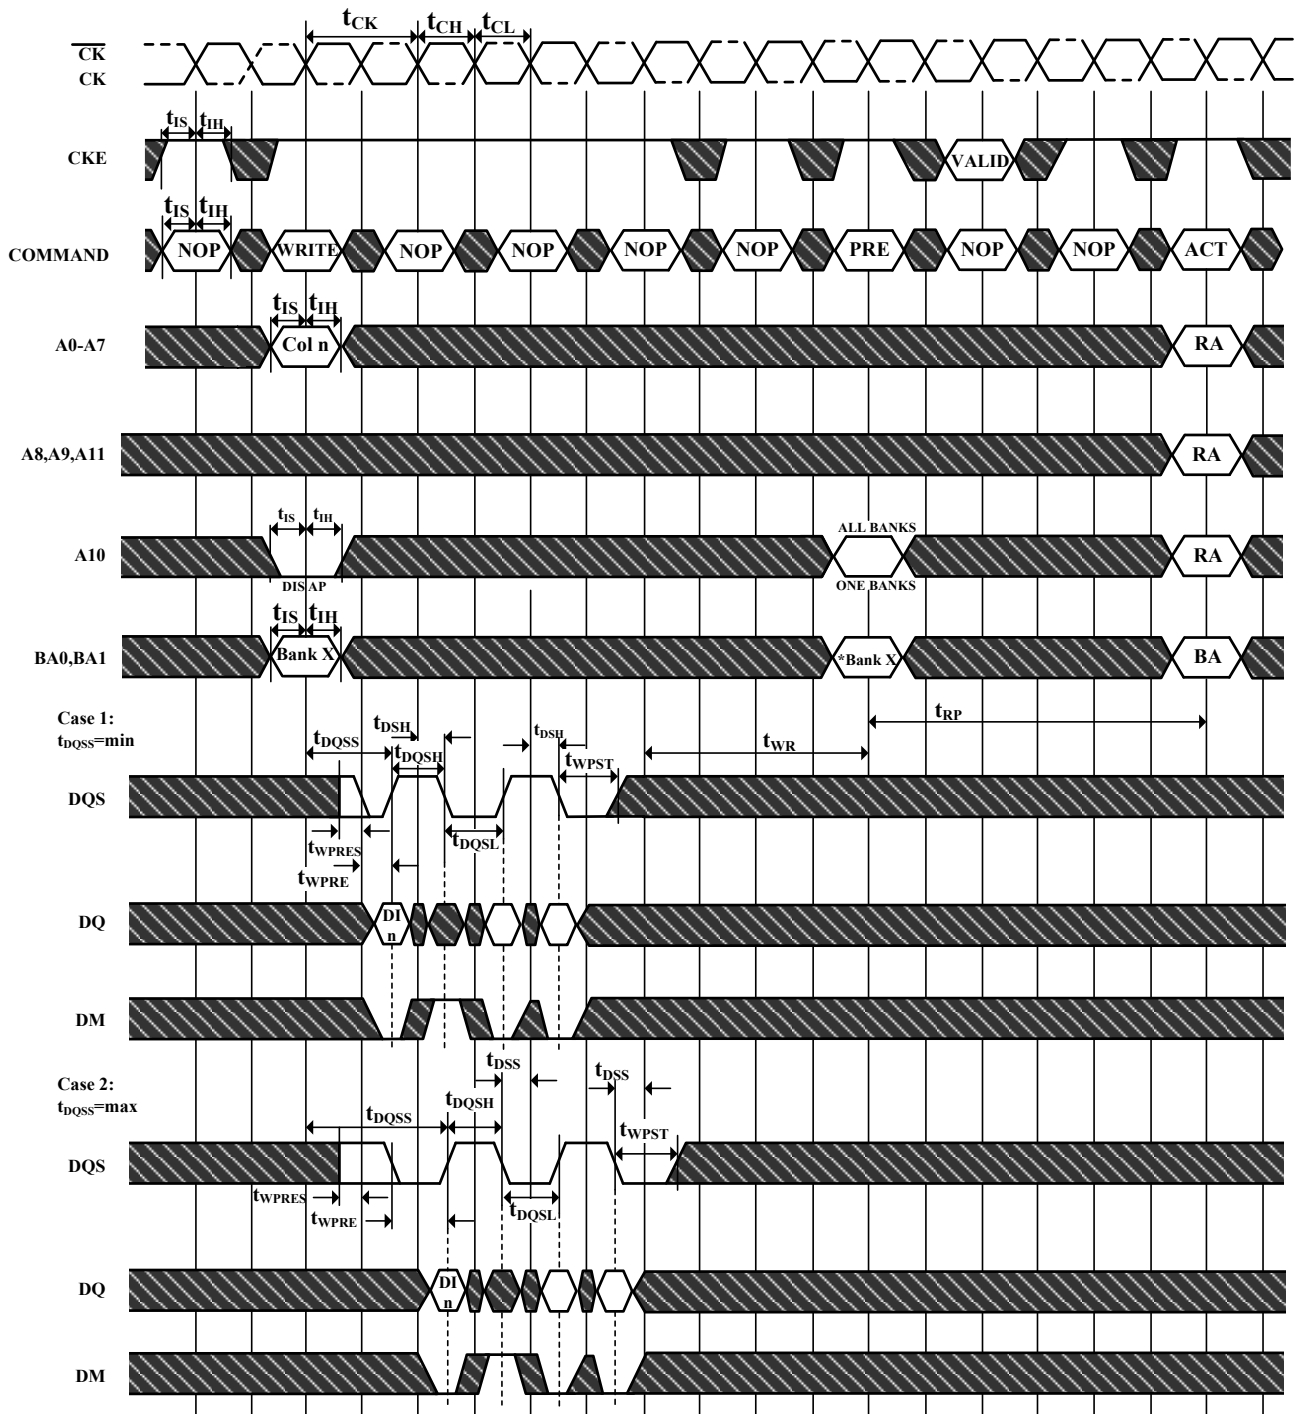 tCK tCH tCL
CK
CK
tIS tIH
CKE
VALID
tIS tIH
COMMAND NOP WRITE NOP NOP NOP NOP PRE NOP NOP ACT
tIS tIH
A0-A7 Col n RA
A8,A9,A11 RA
tIS tIH ALL BANKS
A10 RA
DIS AP ONE BANKS
tIS tIH
BA0,BA1 Bank X *Bank X BA
Case 1:
tDQSS=min
tDQSS tDSH tDSH tRP
tDQSH tWPST tWR
DQS
tWPRES tDQSL
tWPRE
DQ DI n
DM
Case 2:
tDQSS=max
tDSS tDSS
tDQSS tDQSH
tWPST
DQS
tWPRES tDQSL
tWPRE
DQ DI n
DM